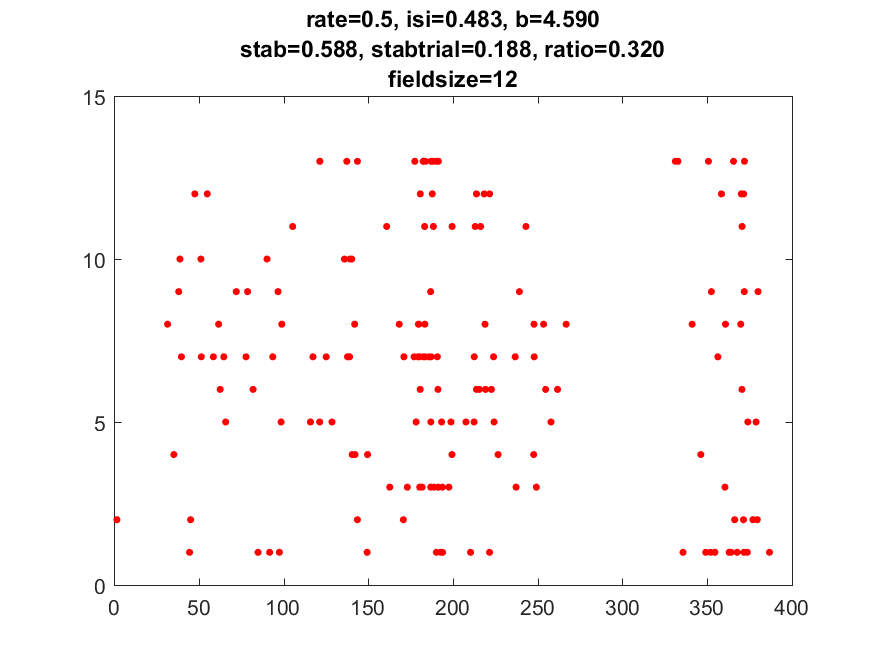 rate=0.5, isi=0.483, b=4.590
stab=0.588, stabtrial=0.188, ratio=0.320
fieldsize=12
15
10
5
0
0 50 100 150 200 250 300 350 400